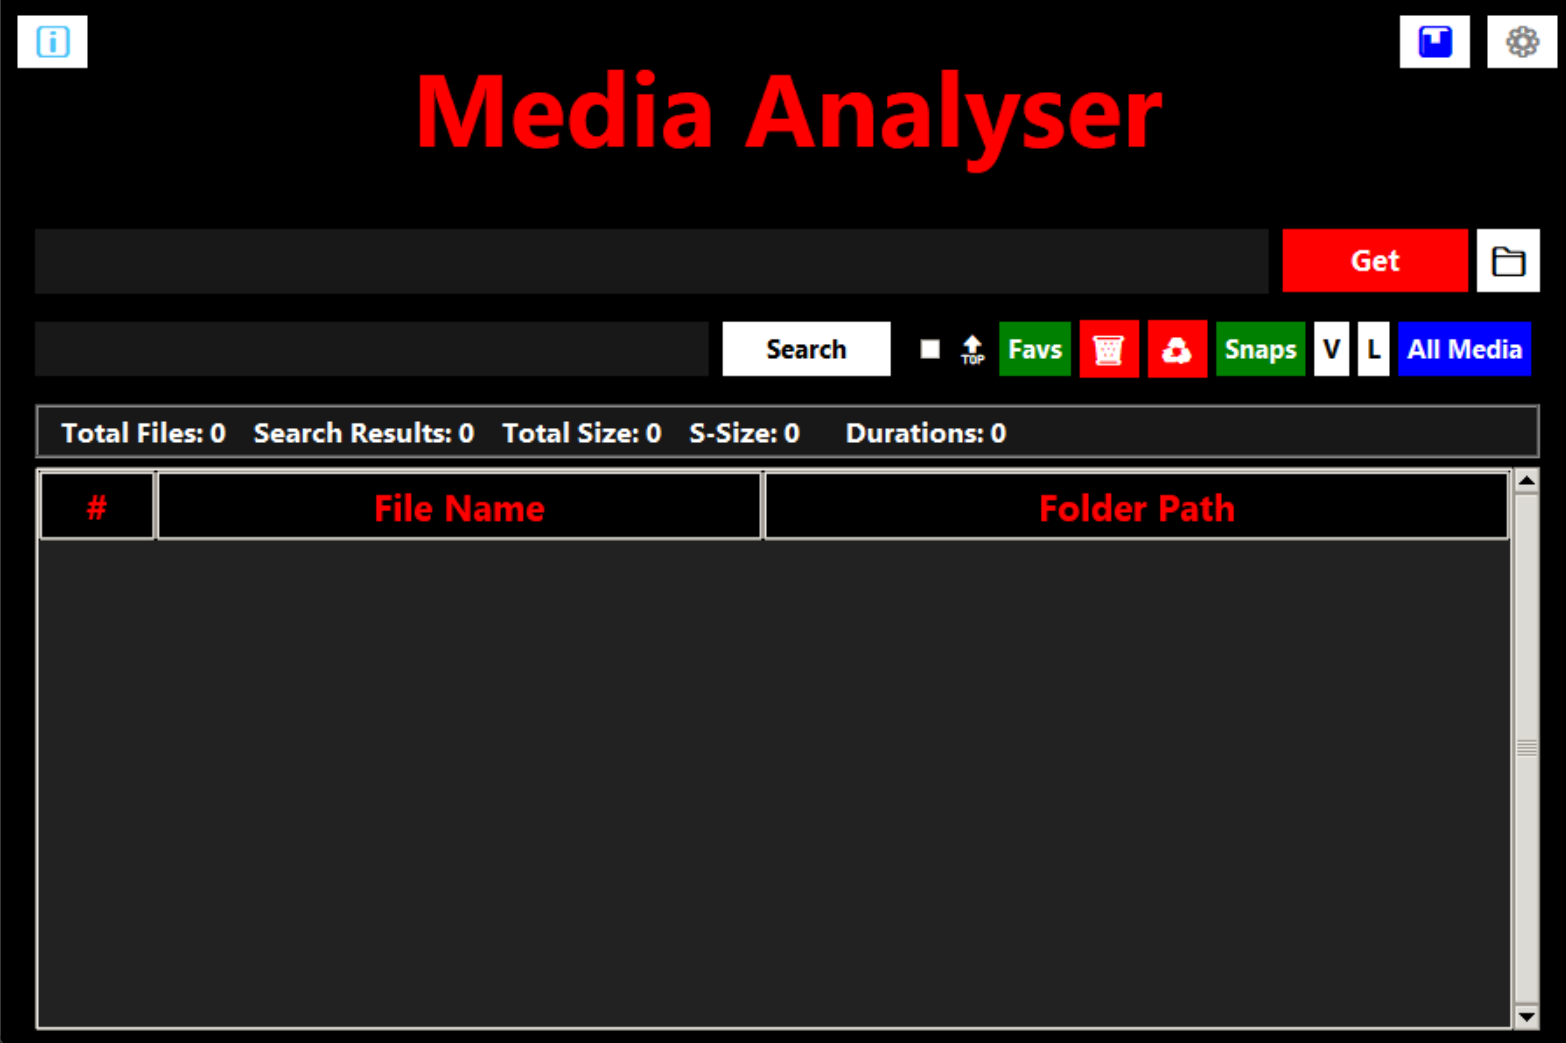 Media Analyser
Get
Search TOP Favs Snaps V L All Media
Total Files: 0 Search Results: 0 Total Size: 0 S-Size: 0 Durations: 0
# File Name Folder Path